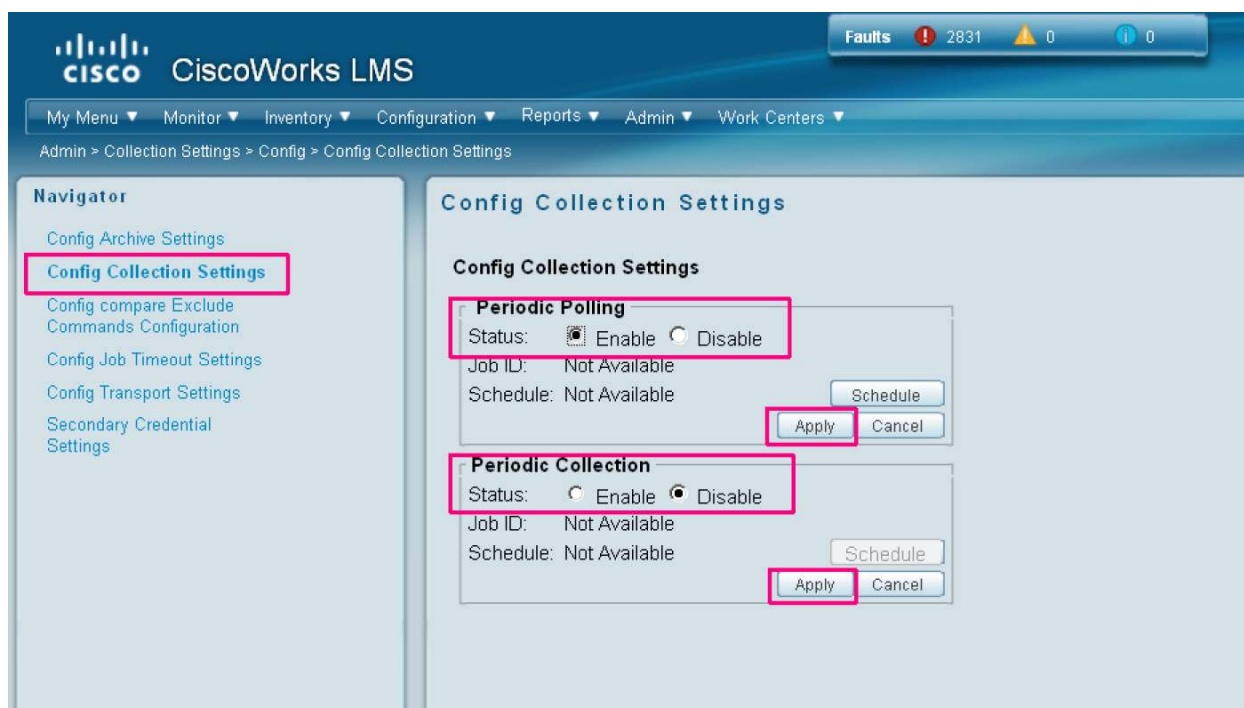 Faults 2831 0 0
CISCO CiscoWorks LMS
My Menu Monitor Inventory Configuration Reports Admin Work Centers
Admin > Collection Settings > Config > Config Collection Settings
Navigator
Config Archive Settings
Config Collection Settings
Config compare Exclude
Commands Configuration
Config Job Timeout Settings
Config Transport Settings
Secondary Credential
Settings
Config Collection Settings
Config Collection Settings
Periodic Polling
Status: Enable Disable
Job ID: Not Available
Schedule: Not Available Schedule
Apply Cancel
Periodic Collection
Status: Enable Disable
Job ID: Not Available
Schedule: Not Available Schedule
Apply Cancel